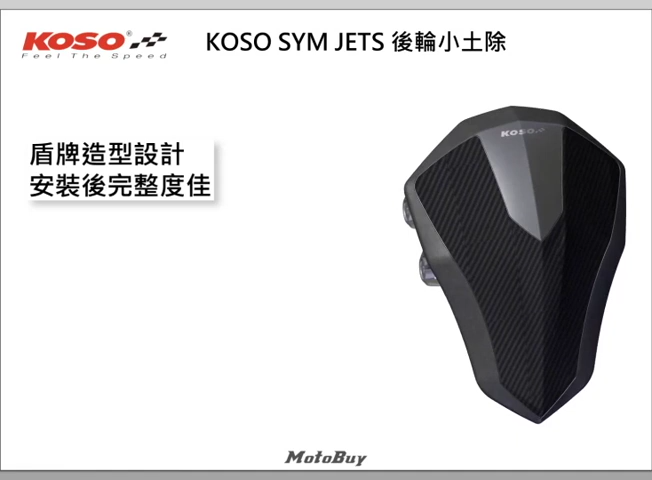 KOSO®
Feel The Speed
KOSO SYM JETS 後輪小土除
盾牌造型設計
安裝後完整度佳
KOSO
MotoBuy